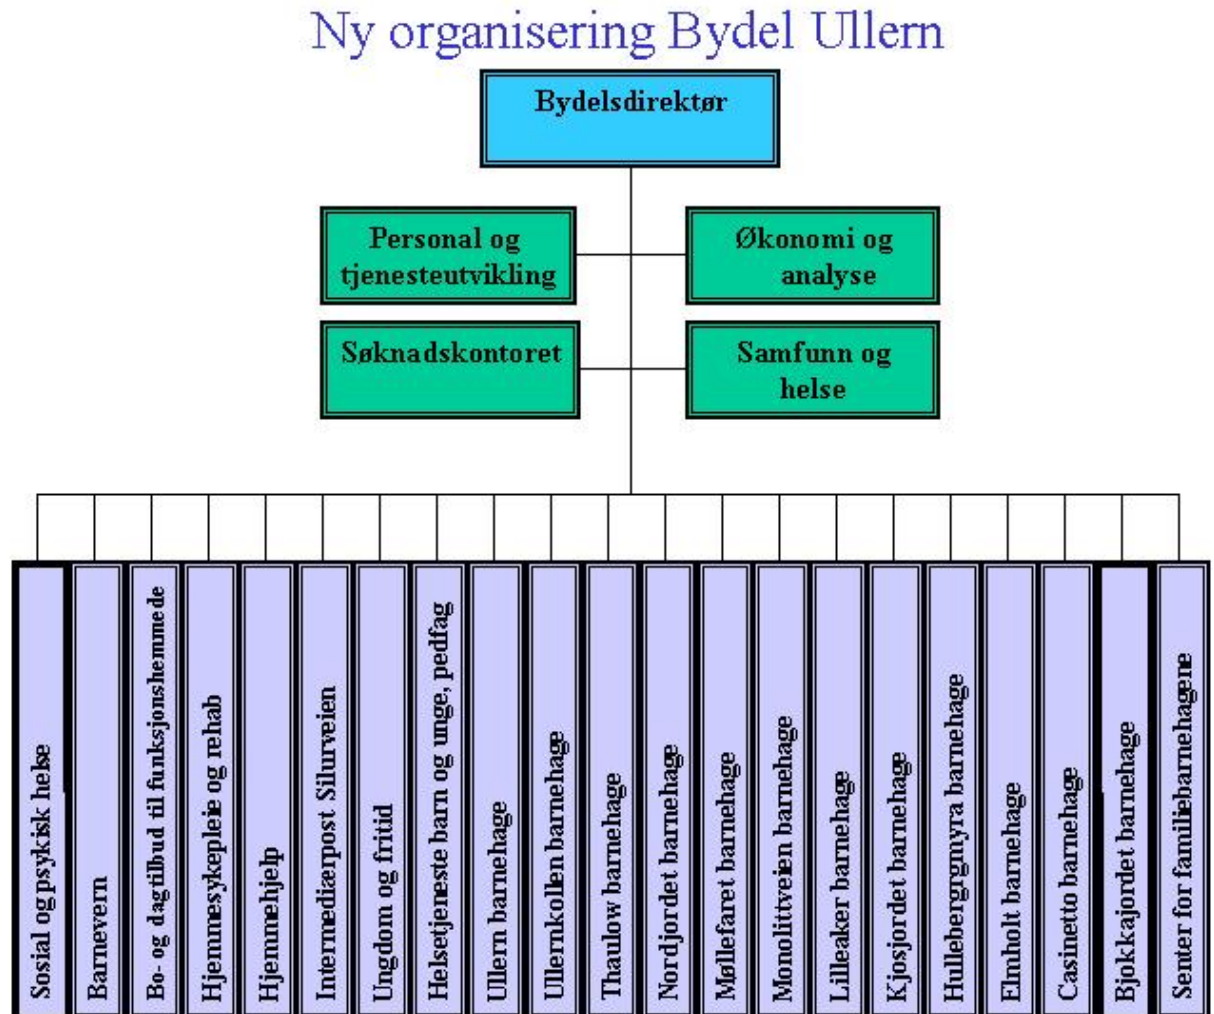 Ny organisering Bydel Ullern
Bydelsdirektør
Personal og
tjenesteutvikling
Økonomi og
analyse
Søknadskontoret
Samfunn og
helse
Sosial og psykisk helse
Barnevern
Bo- og dagtilbud til funksjonshemmede
Hjemmesykepleie og rehab
Hjemmehjelp
Intermediærpost Silurveien
Ungdom og fritid
Helsetjeneste barn og unge, pedfag
Ullern barnehage
Ullernkollen barnehage
Thaulow barnehage
Nordjordet barnehage
Møllefaret barnehage
Monolittveien barnehage
Lilleaker barnehage
Kjosjordet barnehage
Hullebergrgmyra barnehage
Elmholt barnehage
Casinetto barnehage
Bjokkajordet barnehage
Senter for familiebarnehagene